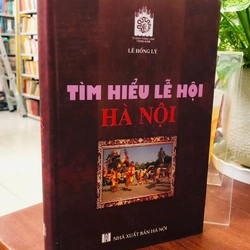 LÊ HỒNG LÝ
TÌM HIỂU LỄ HỘI
HÀ NỘI
NHÀ XUẤT BẢN HÀ NỘI